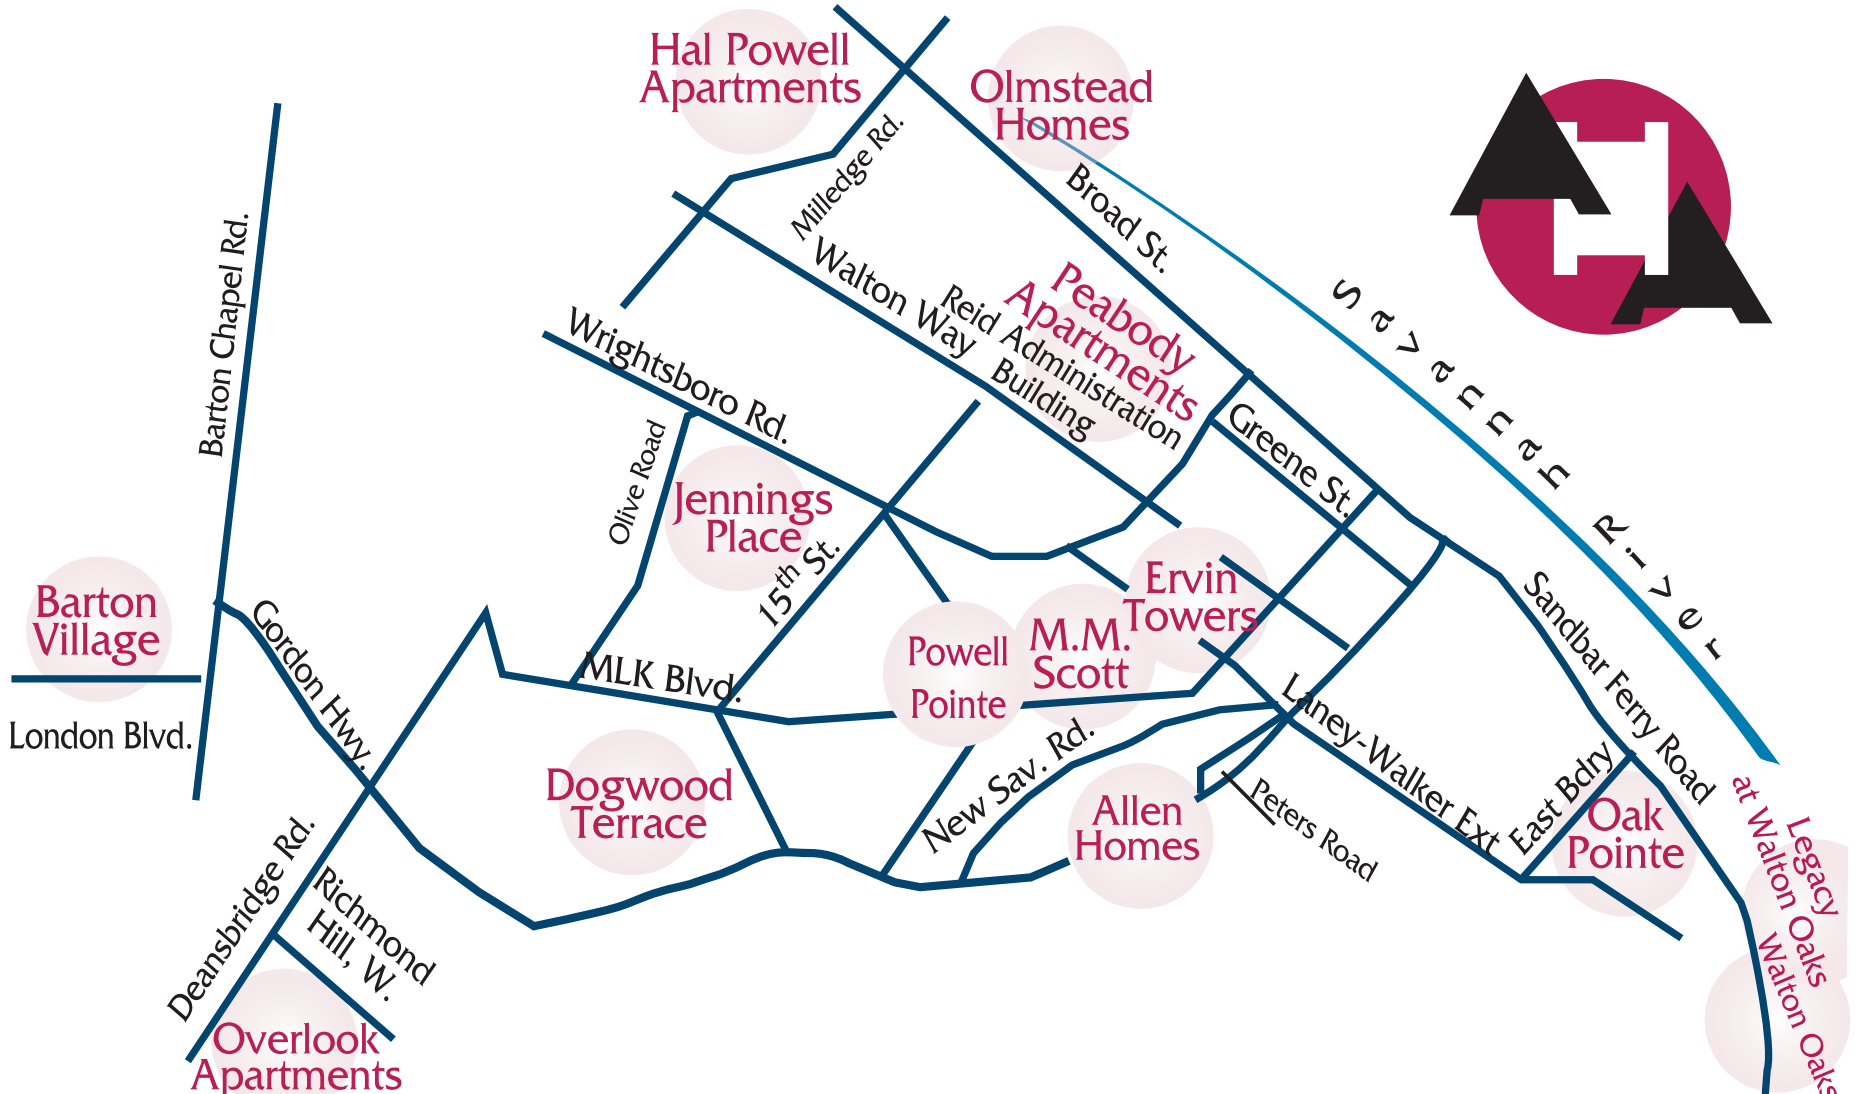 Hal Powell
Apartments
Olmstead
Homes
AHA
Milledge Rd.
Broad St.
Barton Chapel Rd.
Walton Way
Reid Administration
Building
Peabody
Apartments
Savannah River
Wrightsboro Rd.
Greene St.
Olive Road
Jennings
Place
15th St.
Barton
Village
London Blvd.
Gordon Hwy.
MLK Blvd.
Powell
Pointe
M.M.
Scott
Ervin
Towers
Sandbar Ferry Road
Laney-Walker Ext
East Bdry
Oak
Pointe
Dogwood
Terrace
New Sav. Rd.
Allen
Homes
Peters Road
Legacy
at Walton Oaks
Walton Oaks
Deansbridge Rd.
Richmond
Hill, W.
Overlook
Apartments